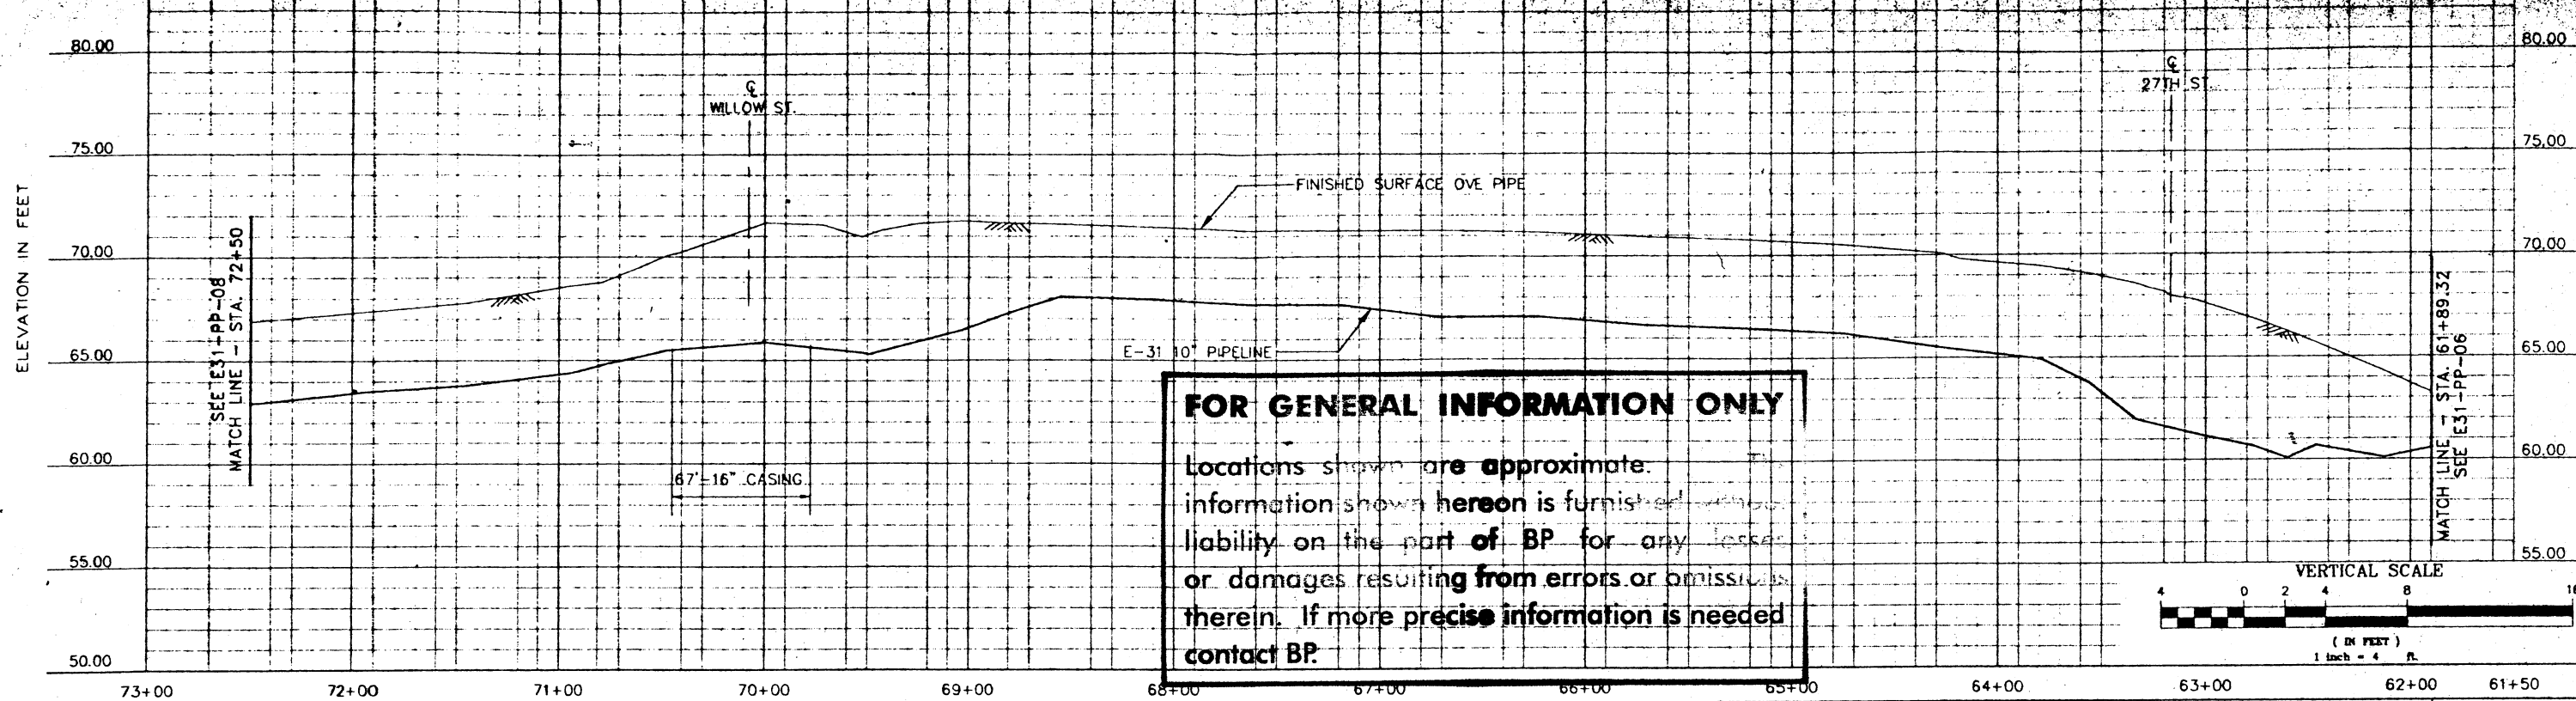 80.00
80.00
℄
27TH ST.
℄
WILLOW ST.
75.00
75.00
ELEVATION IN FEET
FINISHED SURFACE OVE PIPE
70.00
70.00
SEE E31-PP-08
MATCH LINE - STA. 72+50
65.00
E-31 10" PIPELINE
65.00
MATCH LINE - STA. 61+89.32
SEE E31-PP-06
FOR GENERAL INFORMATION ONLY
60.00
Locations shown are approximate. The
60.00
67'-16" CASING
information shown hereon is furnished without
liability on the part of BP for any losses
55.00
55.00
or damages resulting from errors or omissions
therein. If more precise information is needed
contact BP.
VERTICAL SCALE
4 0 2 4 8 16
( IN FEET )
1 inch = 4 ft.
50.00
73+00 72+00 71+00 70+00 69+00 68+00 67+00 66+00 65+00 64+00 63+00 62+00 61+50